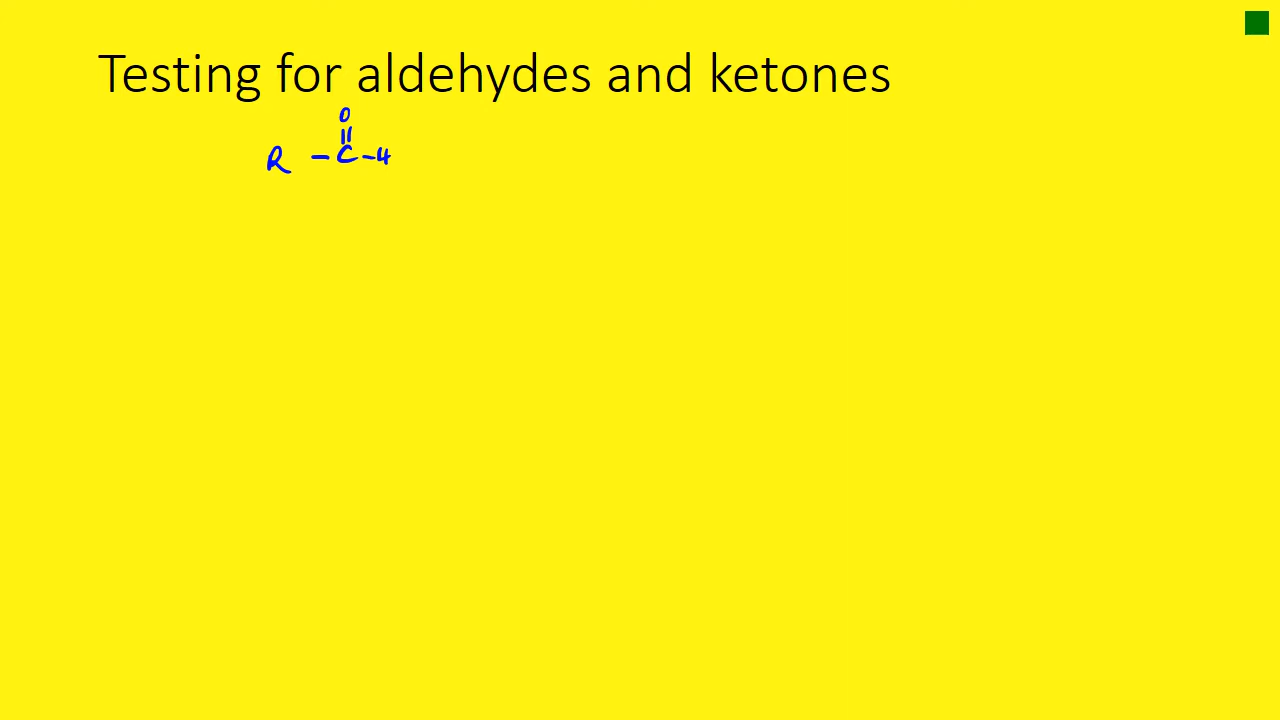 Testing for aldehydes and ketones
O
||
R - C - H